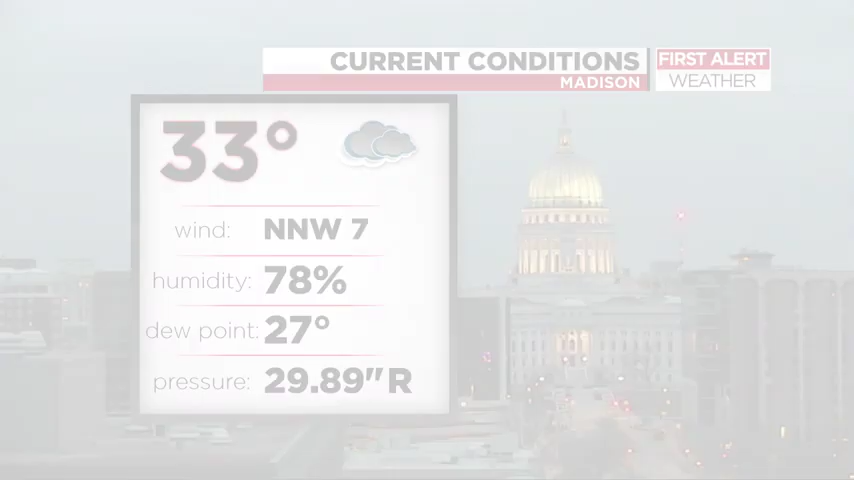 CURRENT CONDITIONS
MADISON
FIRST ALERT
WEATHER
33°
wind: NNW 7
humidity: 78%
dew point: 27°
pressure: 29.89" R